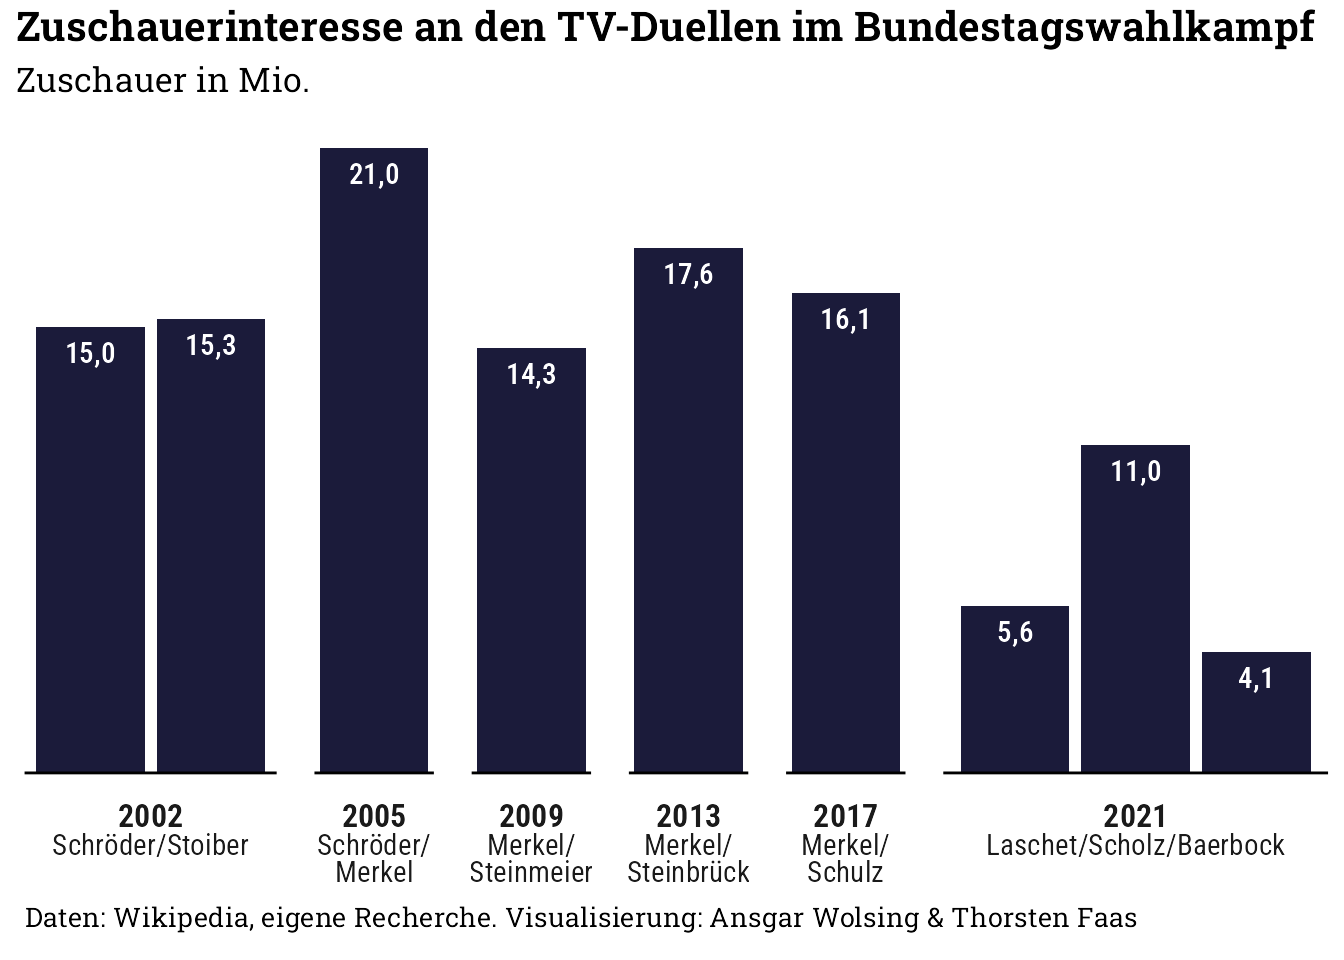 Zuschauerinteresse an den TV-Duellen im Bundestagswahlkampf
Zuschauer in Mio.
15,0
15,3
21,0
14,3
17,6
16,1
5,6
11,0
4,1
2002
Schröder/Stoiber
2005
Schröder/
Merkel
2009
Merkel/
Steinmeier
2013
Merkel/
Steinbrück
2017
Merkel/
Schulz
2021
Laschet/Scholz/Baerbock
Daten: Wikipedia, eigene Recherche. Visualisierung: Ansgar Wolsing & Thorsten Faas